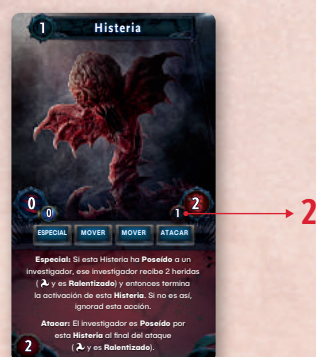 1
Histeria
0
0
1
2
2
ESPECIAL MOVER MOVER ATACAR
Especial: Si esta Histeria ha Poseído a un
investigador, ese investigador recibe 2 heridas
( y es Ralentizado) y entonces termina
la activación de esta Histeria. Si no es así,
ignorad esta acción.
Atacar: El investigador es Poseído por
esta Histeria al final del ataque
( y es Ralentizado).
2